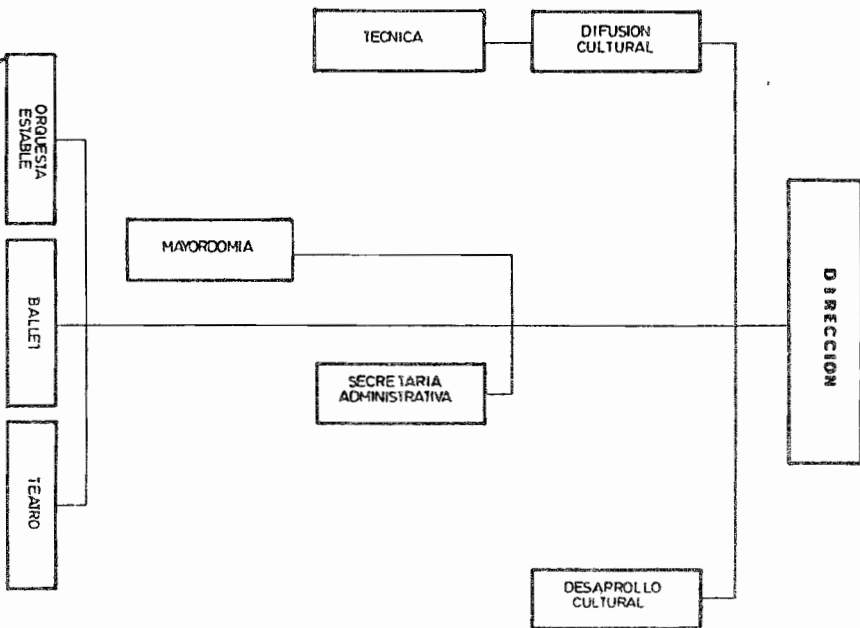 TECNICA
DIFUSION
CULTURAL
ORQUESTA
ESTABLE
MAYORDOMIA
BALLET
DIRECCION
SECRETARIA
ADMINISTRATIVA
TEATRO
DESARROLLO
CULTURAL